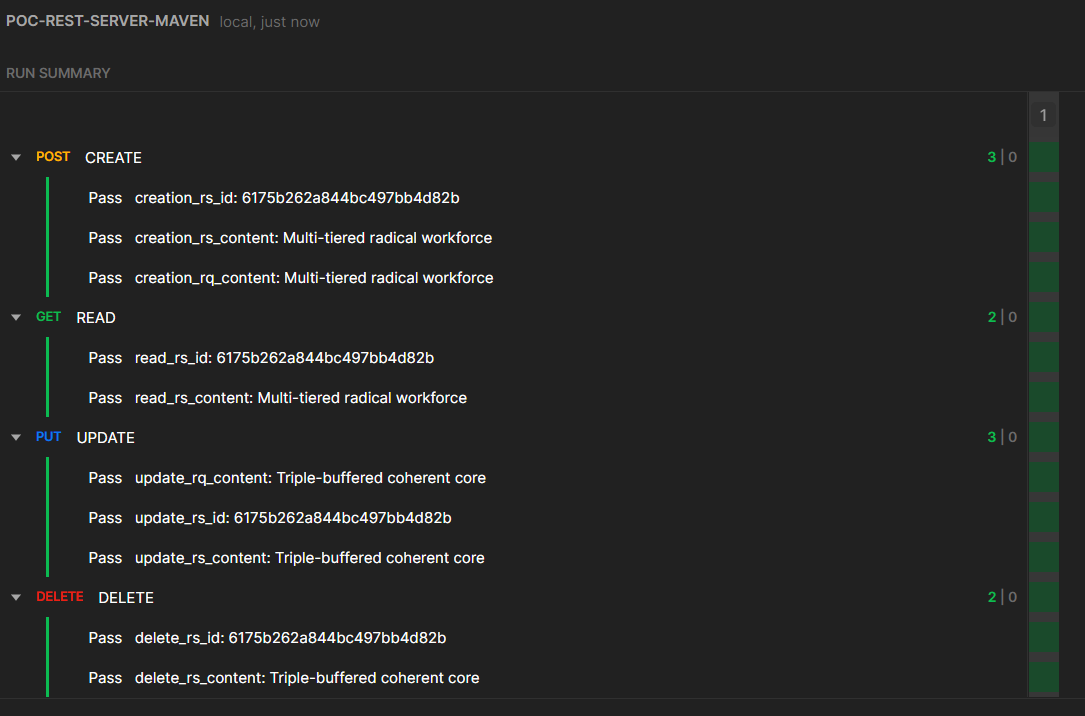 POC-REST-SERVER-MAVEN local, just now
RUN SUMMARY
1
POST CREATE 3 | 0
Pass creation_rs_id: 6175b262a844bc497bb4d82b
Pass creation_rs_content: Multi-tiered radical workforce
Pass creation_rq_content: Multi-tiered radical workforce
GET READ 2 | 0
Pass read_rs_id: 6175b262a844bc497bb4d82b
Pass read_rs_content: Multi-tiered radical workforce
PUT UPDATE 3 | 0
Pass update_rq_content: Triple-buffered coherent core
Pass update_rs_id: 6175b262a844bc497bb4d82b
Pass update_rs_content: Triple-buffered coherent core
DELETE DELETE 2 | 0
Pass delete_rs_id: 6175b262a844bc497bb4d82b
Pass delete_rs_content: Triple-buffered coherent core